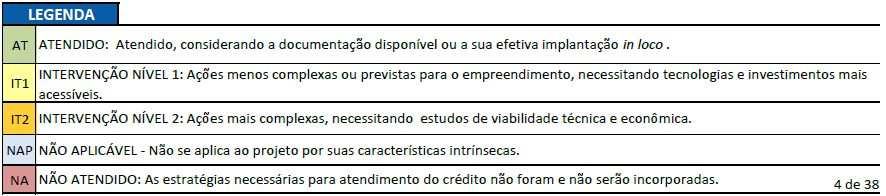 LEGENDA
AT ATENDIDO: Atendido, considerando a documentação disponível ou a sua efetiva implantação in loco .
IT1 INTERVENÇÃO NÍVEL 1: Ações menos complexas ou previstas para o empreendimento, necessitando tecnologias e investimentos mais
acessíveis.
IT2 INTERVENÇÃO NÍVEL 2: Ações mais complexas, necessitando estudos de viabilidade técnica e econômica.
NAP NÃO APLICÁVEL - Não se aplica ao projeto por suas características intrínsecas.
NA NÃO ATENDIDO: As estratégias necessárias para atendimento do crédito não foram e não serão incorporadas.
4 de 38